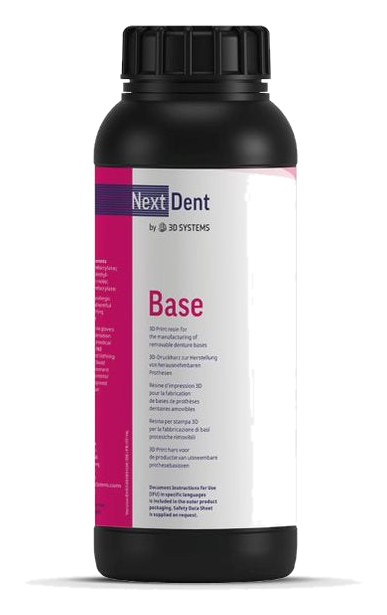 NextDent
by 3D SYSTEMS
Base
3D Print resin for
the manufacturing of
removable denture bases
3D-Druckharz zur Herstellung
von herausnehmbaren
Prothesen
Résine d'impression 3D
pour la fabrication
de bases de prothèses
dentaires amovibles
Resina per stampa 3D
per la fabbricazione di basi
protesiche rimovibili
3D Print hars voor
de productie van uitneembare
prothesebasissen
Document Instructions for Use
(IFU) in specific languages
is included in the outer product
packaging. Safety Data Sheet
is supplied on request.